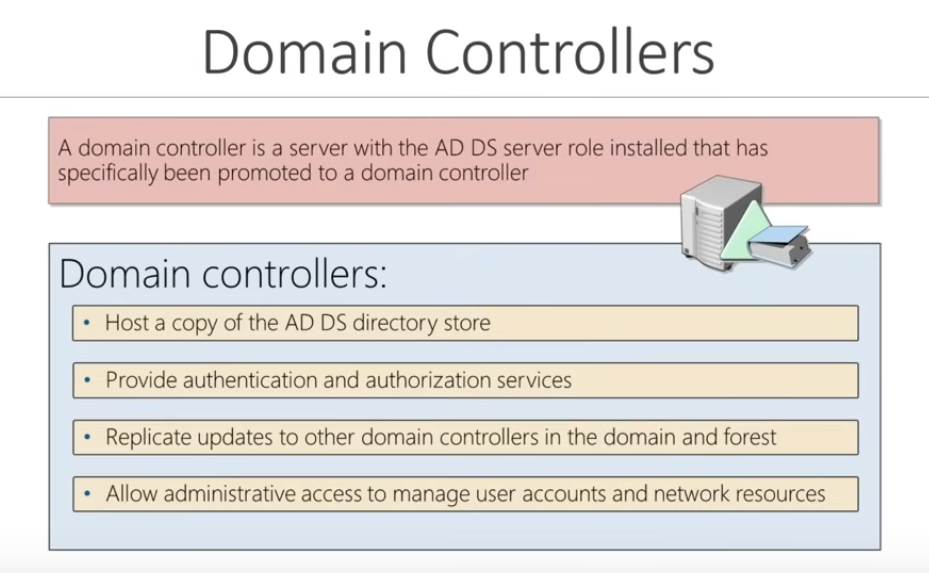 Domain Controllers
A domain controller is a server with the AD DS server role installed that has
specifically been promoted to a domain controller
Domain controllers:
• Host a copy of the AD DS directory store
• Provide authentication and authorization services
• Replicate updates to other domain controllers in the domain and forest
• Allow administrative access to manage user accounts and network resources